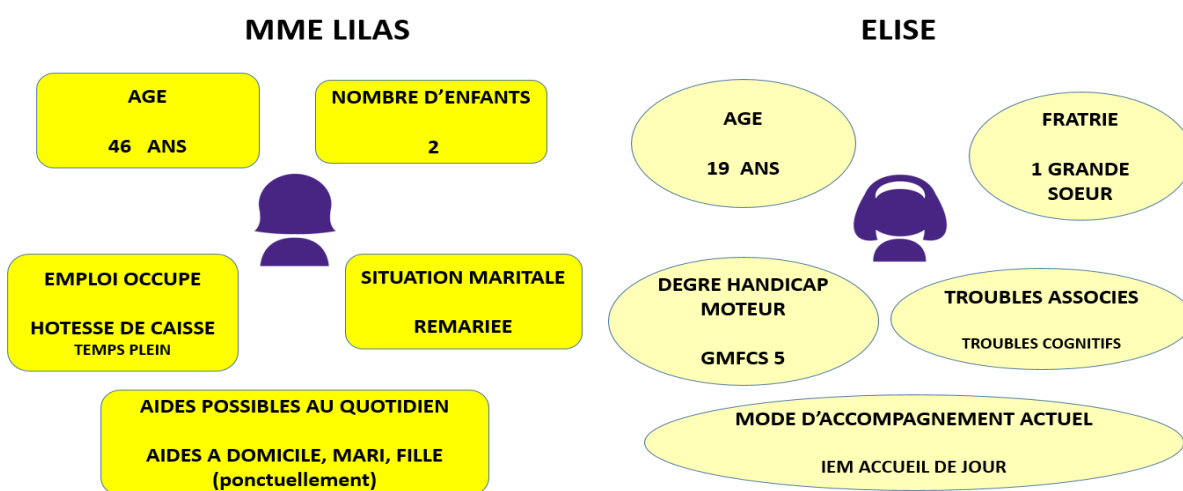 MME LILAS
AGE
46 ANS
NOMBRE D’ENFANTS
2
EMPLOI OCCUPE
HOTESSE DE CAISSE
TEMPS PLEIN
SITUATION MARITALE
REMARIEE
AIDES POSSIBLES AU QUOTIDIEN
AIDES A DOMICILE, MARI, FILLE
(ponctuellement)
ELISE
AGE
19 ANS
FRATRIE
1 GRANDE
SOEUR
DEGRE HANDICAP
MOTEUR
GMFCS 5
TROUBLES ASSOCIES
TROUBLES COGNITIFS
MODE D’ACCOMPAGNEMENT ACTUEL
IEM ACCUEIL DE JOUR